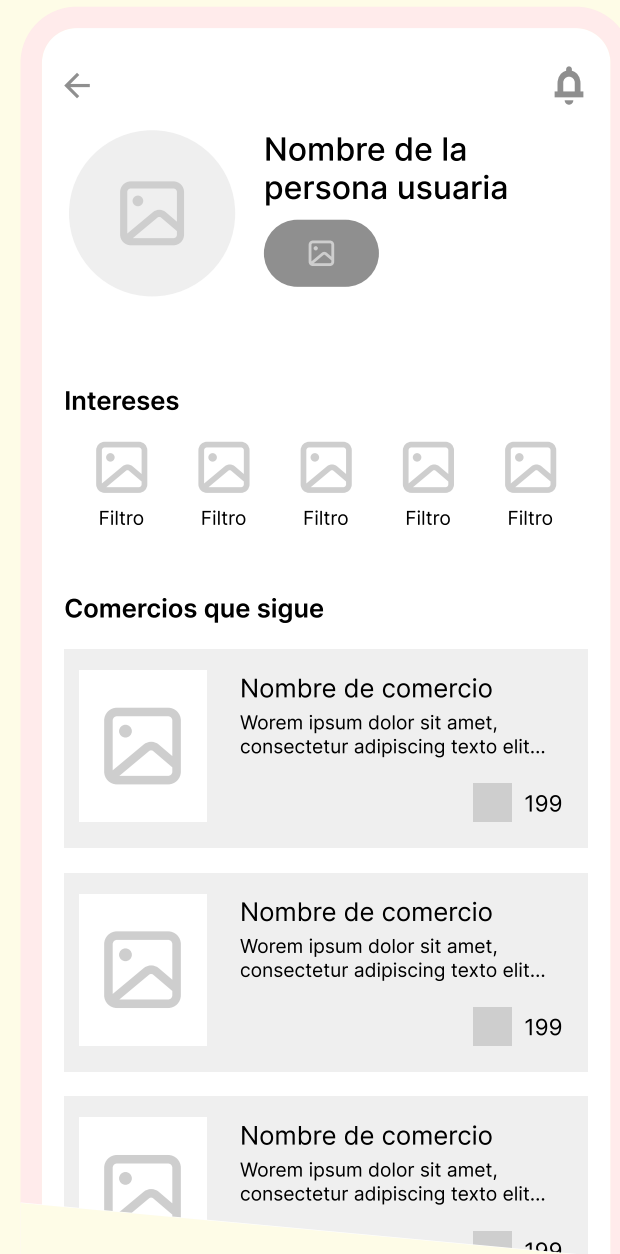 Nombre de la
persona usuaria
Intereses
Filtro Filtro Filtro Filtro Filtro
Comercios que sigue
Nombre de comercio
Worem ipsum dolor sit amet,
consectetur adipiscing texto elit...
199
Nombre de comercio
Worem ipsum dolor sit amet,
consectetur adipiscing texto elit...
199
Nombre de comercio
Worem ipsum dolor sit amet,
consectetur adipiscing texto elit...
199